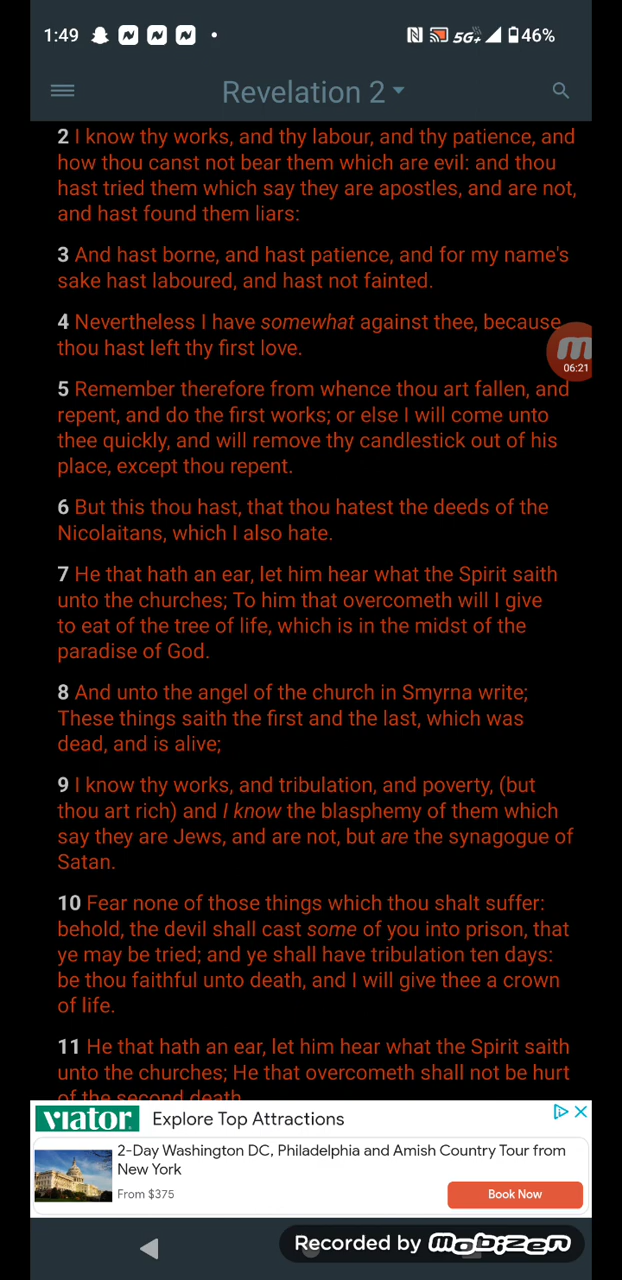 1:49
5G+
46%
Revelation 2
2 I know thy works, and thy labour, and thy patience, and
how thou canst not bear them which are evil: and thou
hast tried them which say they are apostles, and are not,
and hast found them liars:
3 And hast borne, and hast patience, and for my name's
sake hast laboured, and hast not fainted.
4 Nevertheless I have somewhat against thee, because
thou hast left thy first love.
m
06:21
5 Remember therefore from whence thou art fallen, and
repent, and do the first works; or else I will come unto
thee quickly, and will remove thy candlestick out of his
place, except thou repent.
6 But this thou hast, that thou hatest the deeds of the
Nicolaitans, which I also hate.
7 He that hath an ear, let him hear what the Spirit saith
unto the churches; To him that overcometh will I give
to eat of the tree of life, which is in the midst of the
paradise of God.
8 And unto the angel of the church in Smyrna write;
These things saith the first and the last, which was
dead, and is alive;
9 I know thy works, and tribulation, and poverty, (but
thou art rich) and I know the blasphemy of them which
say they are Jews, and are not, but are the synagogue of
Satan.
10 Fear none of those things which thou shalt suffer:
behold, the devil shall cast some of you into prison, that
ye may be tried; and ye shall have tribulation ten days:
be thou faithful unto death, and I will give thee a crown
of life.
11 He that hath an ear, let him hear what the Spirit saith
unto the churches; He that overcometh shall not be hurt
of the second death.
viator
Explore Top Attractions
2-Day Washington DC, Philadelphia and Amish Country Tour from
New York
From $375
Book Now
Recorded by mobizen